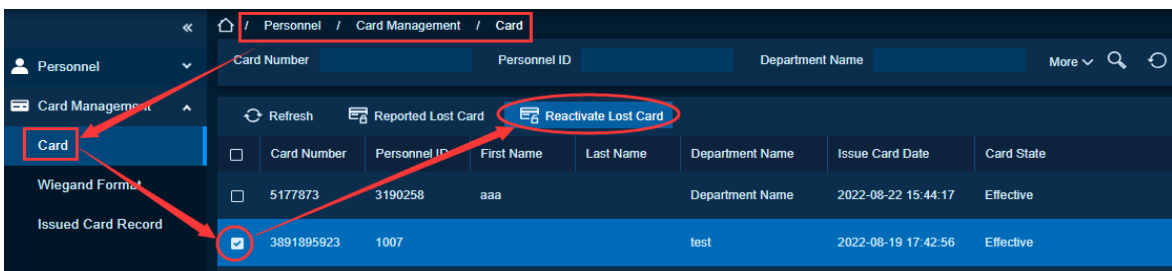 / Personnel / Card Management / Card
Card Number Personnel ID Department Name More
Personnel
Card Management
Card
Wiegand Format
Issued Card Record
Refresh Reported Lost Card Reactivate Lost Card
Card Number Personnel ID First Name Last Name Department Name Issue Card Date Card State
5177873 3190258 aaa Department Name 2022-08-22 15:44:17 Effective
3891895923 1007 test 2022-08-19 17:42:56 Effective